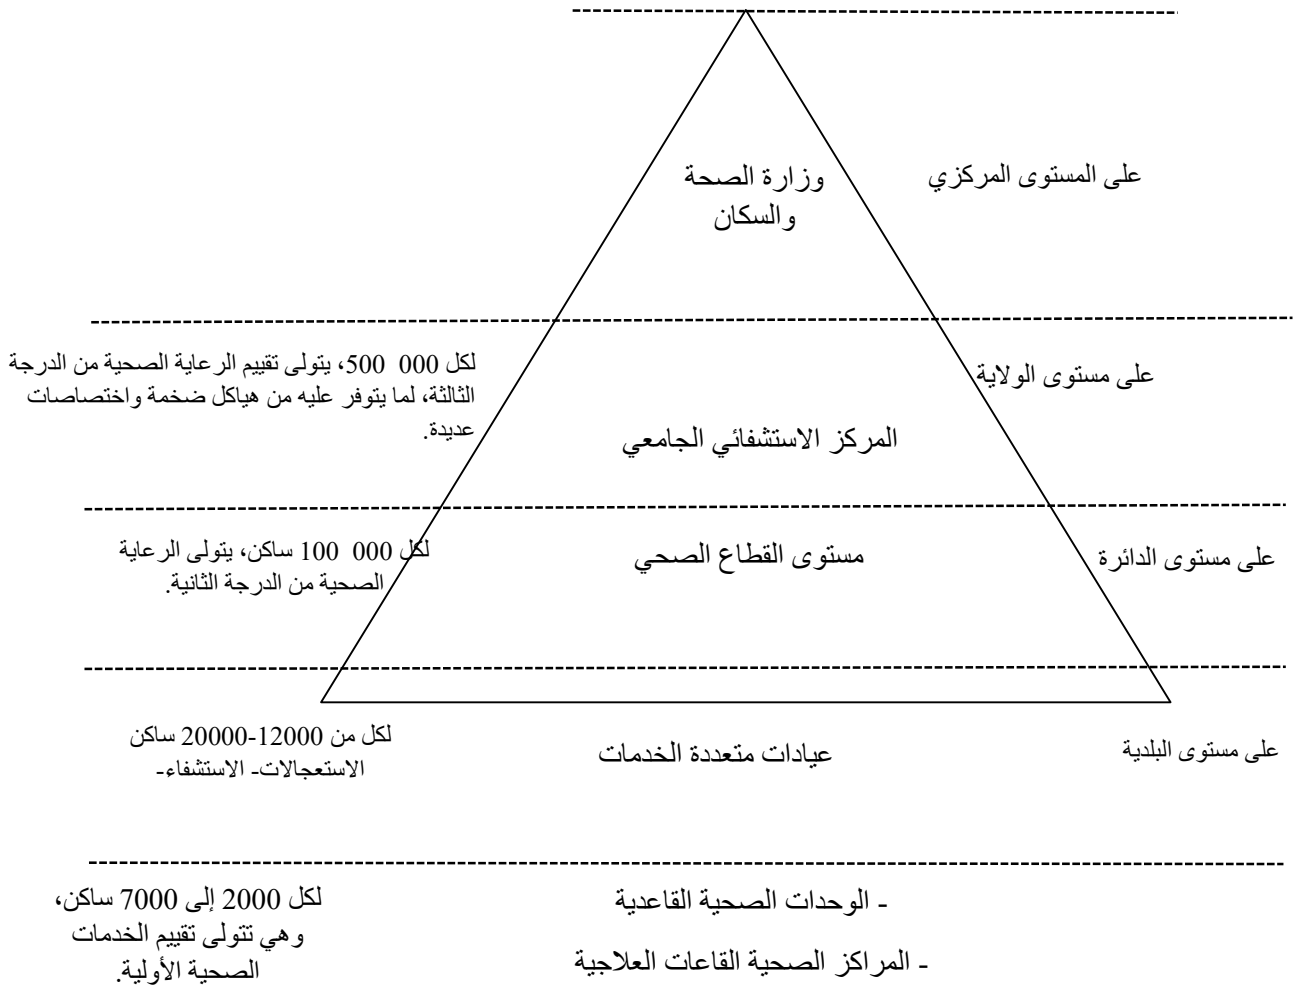 على المستوى المركزي
وزارة الصحة
والسكان
على مستوى الولاية
المركز الاستشفائي الجامعي
لكل 000 500، يتولى تقييم الرعاية الصحية من الدرجة
الثالثة، لما يتوفر عليه من هياكل ضخمة واختصاصات
عديدة.
على مستوى الدائرة
مستوى القطاع الصحي
لكل 000 100 ساكن، يتولى الرعاية
الصحية من الدرجة الثانية.
على مستوى البلدية
عيادات متعددة الخدمات
لكل من 12000-20000 ساكن
الاستعجالات- الاستشفاء-
- الوحدات الصحية القاعدية
- المراكز الصحية القاعات العلاجية
لكل 2000 إلى 7000 ساكن،
وهي تتولى تقييم الخدمات
الصحية الأولية.